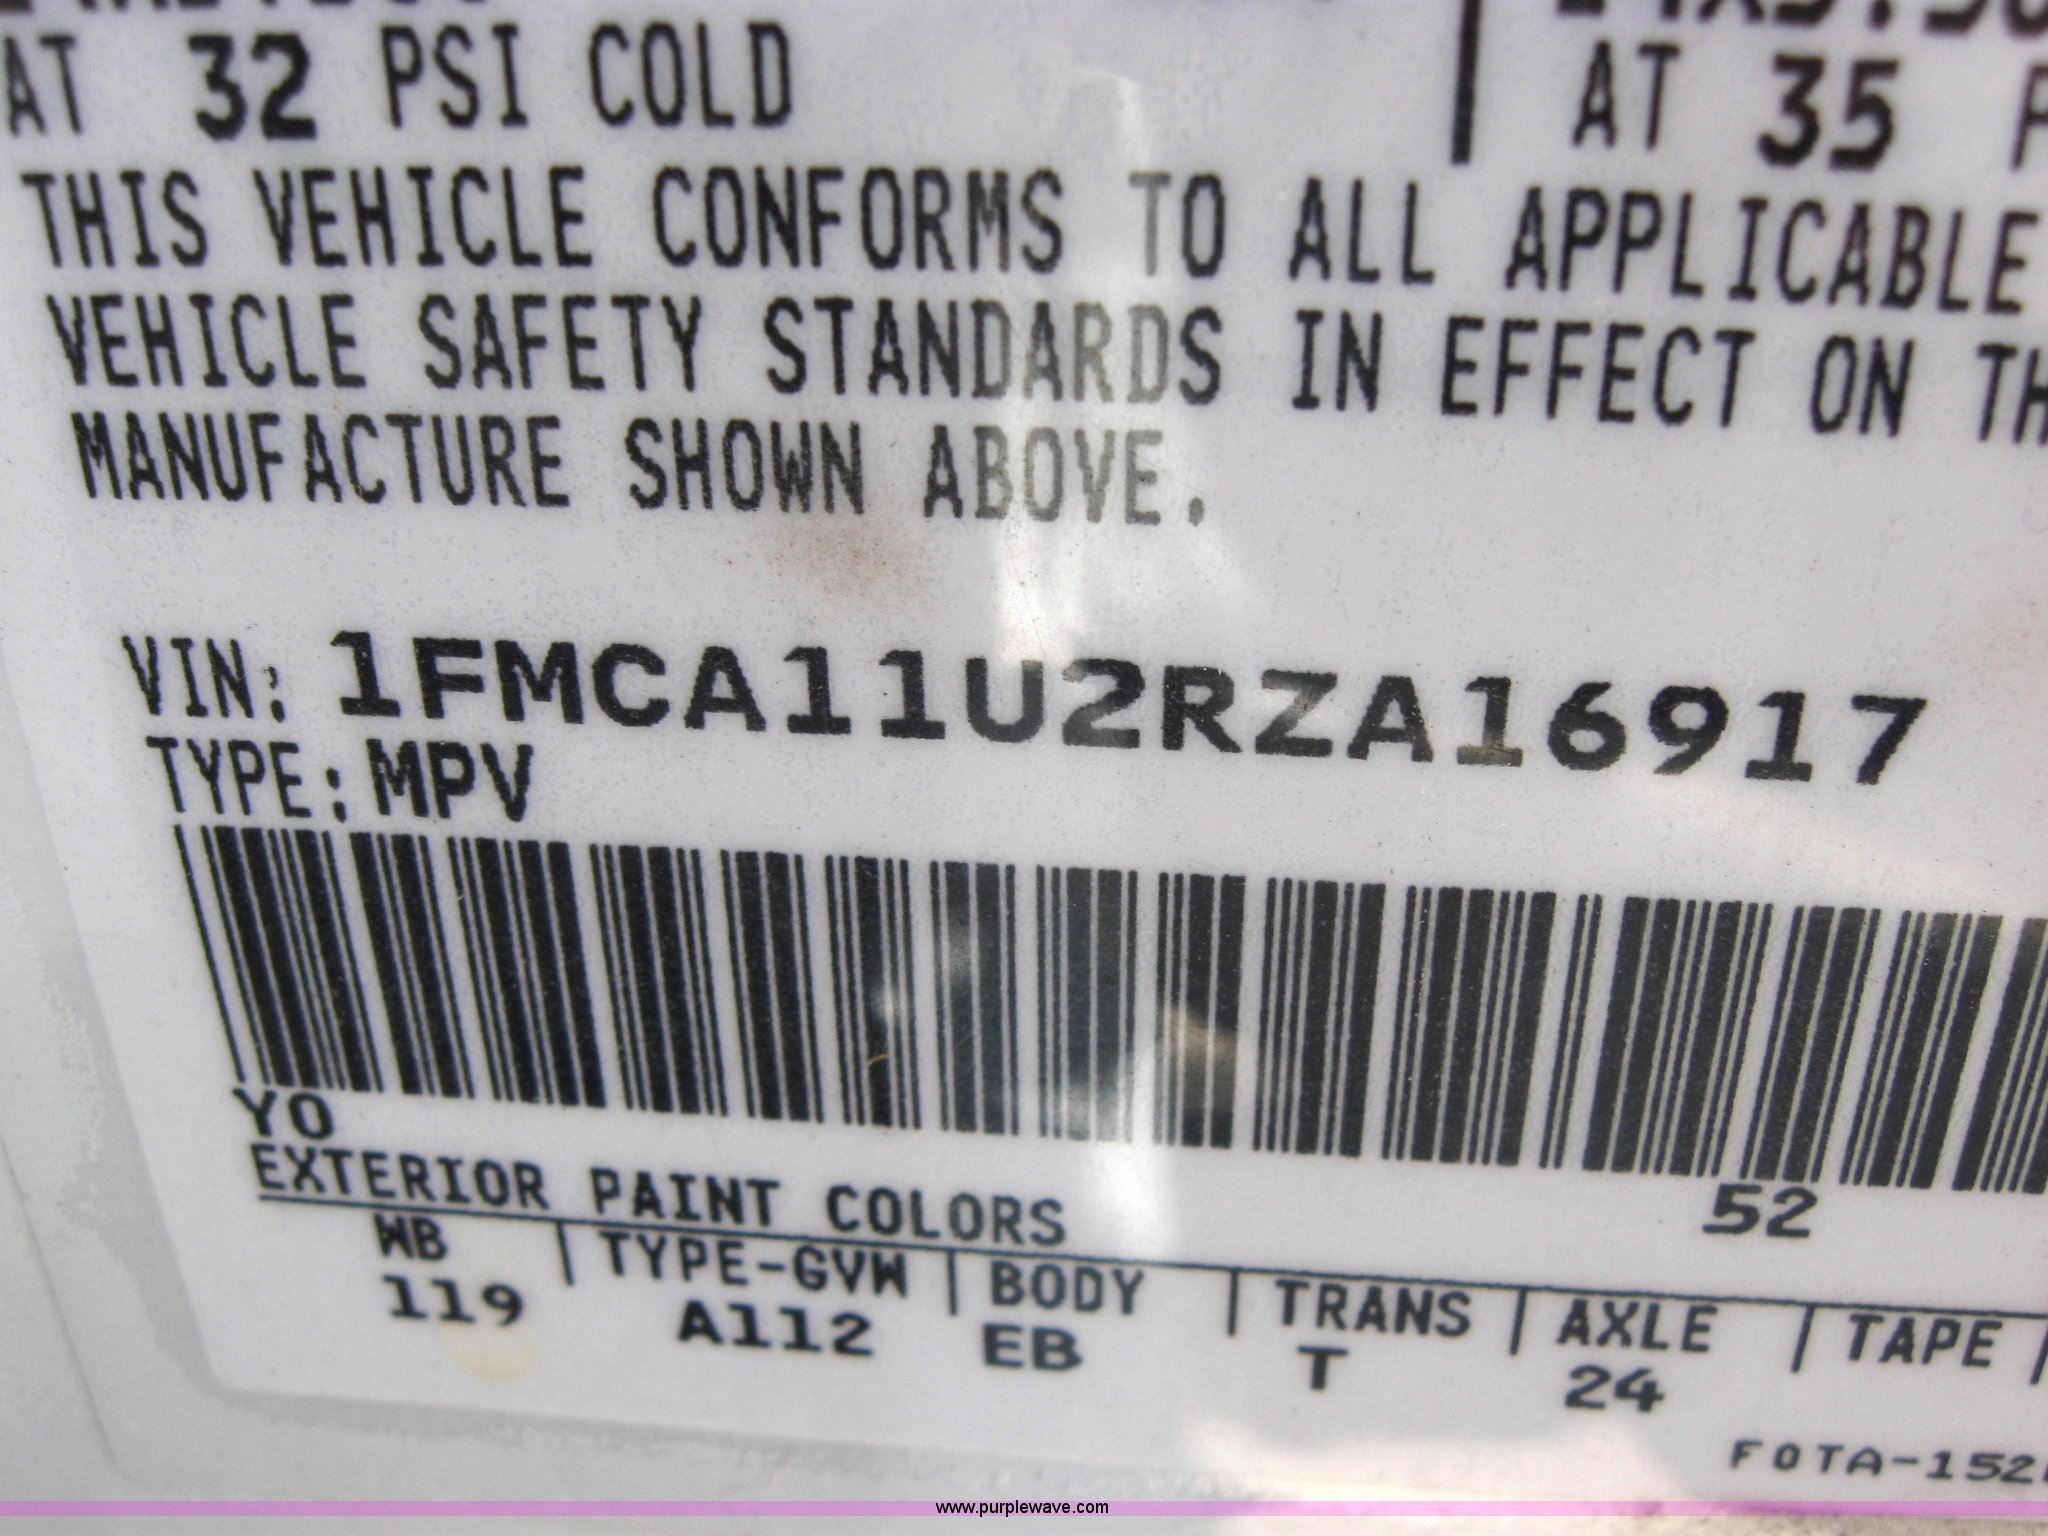 AT 32 PSI COLD
AT 35
THIS VEHICLE CONFORMS TO ALL APPLICABLE
VEHICLE SAFETY STANDARDS IN EFFECT ON TH
MANUFACTURE SHOWN ABOVE.
VIN: 1FMCA11U2RZA16917
TYPE: MPV
YO
52
EXTERIOR PAINT COLORS
WB TYPE-GVW BODY TRANS AXLE TAPE
119 A112 EB T 24
FOTA-152
www.purplewave.com